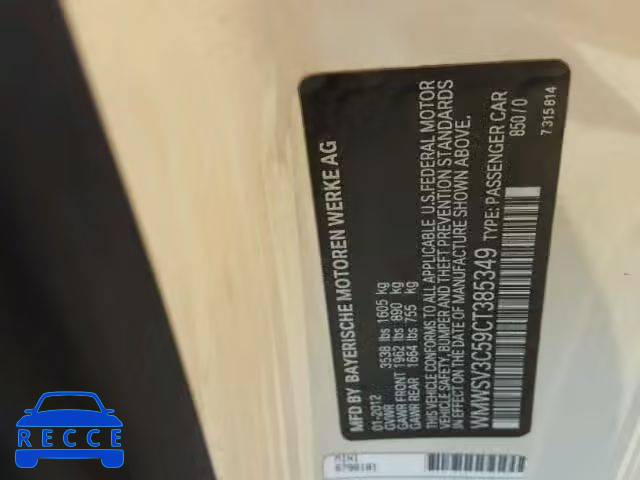 MFD BY BAYERISCHE MOTOREN WERKE AG
01-2012
GVWR 3538 lbs 1605 kg
GAWR FRONT 1962 lbs 890 kg
GAWR REAR 1664 lbs 755 kg
THIS VEHICLE CONFORMS TO ALL APPLICABLE U.S.FEDERAL MOTOR
VEHICLE SAFETY, BUMPER AND THEFT PREVENTION STANDARDS
IN EFFECT ON THE DATE OF MANUFACTURE SHOWN ABOVE.
WMWSV3C59CT385349 TYPE: PASSENGER CAR
850 / 0
7 315 814
MINI
RECCE